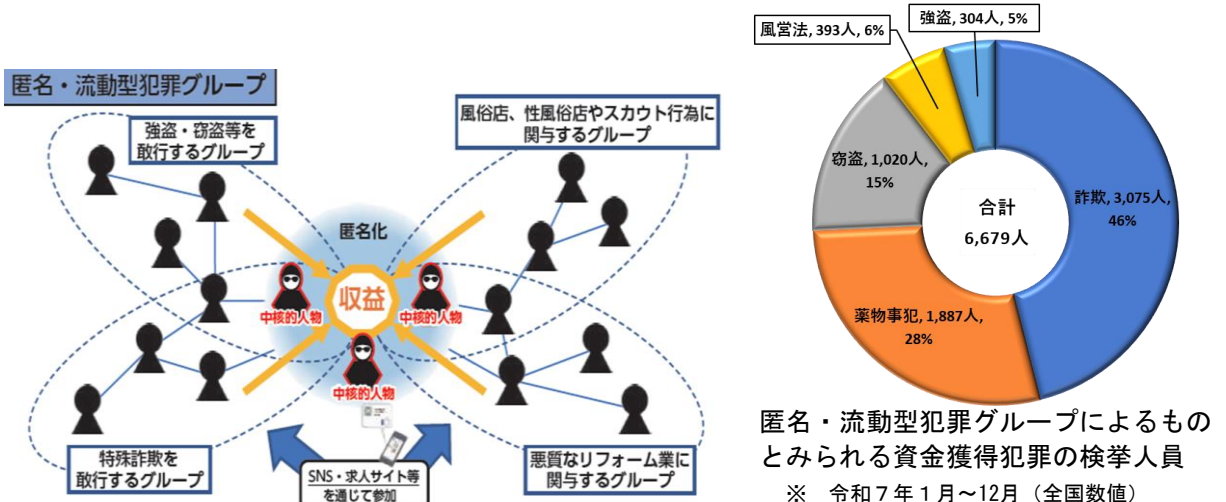 匿名・流動型犯罪グループ
強盗・窃盗等を
敢行するグループ
風俗店、性風俗店やスカウト行為に
関与するグループ
匿名化
収益
中核的人物
中核的人物
中核的人物
特殊詐欺を
敢行するグループ
SNS・求人サイト等
を通じて参加
悪質なリフォーム業に
関与するグループ
風営法, 393人, 6%
強盗, 304人, 5%
窃盗, 1,020人,
15%
詐欺, 3,075人,
46%
合計
6,679人
薬物事犯, 1,887人,
28%
匿名・流動型犯罪グループによるもの
とみられる資金獲得犯罪の検挙人員
※ 令和７年１月～12月（全国数値）